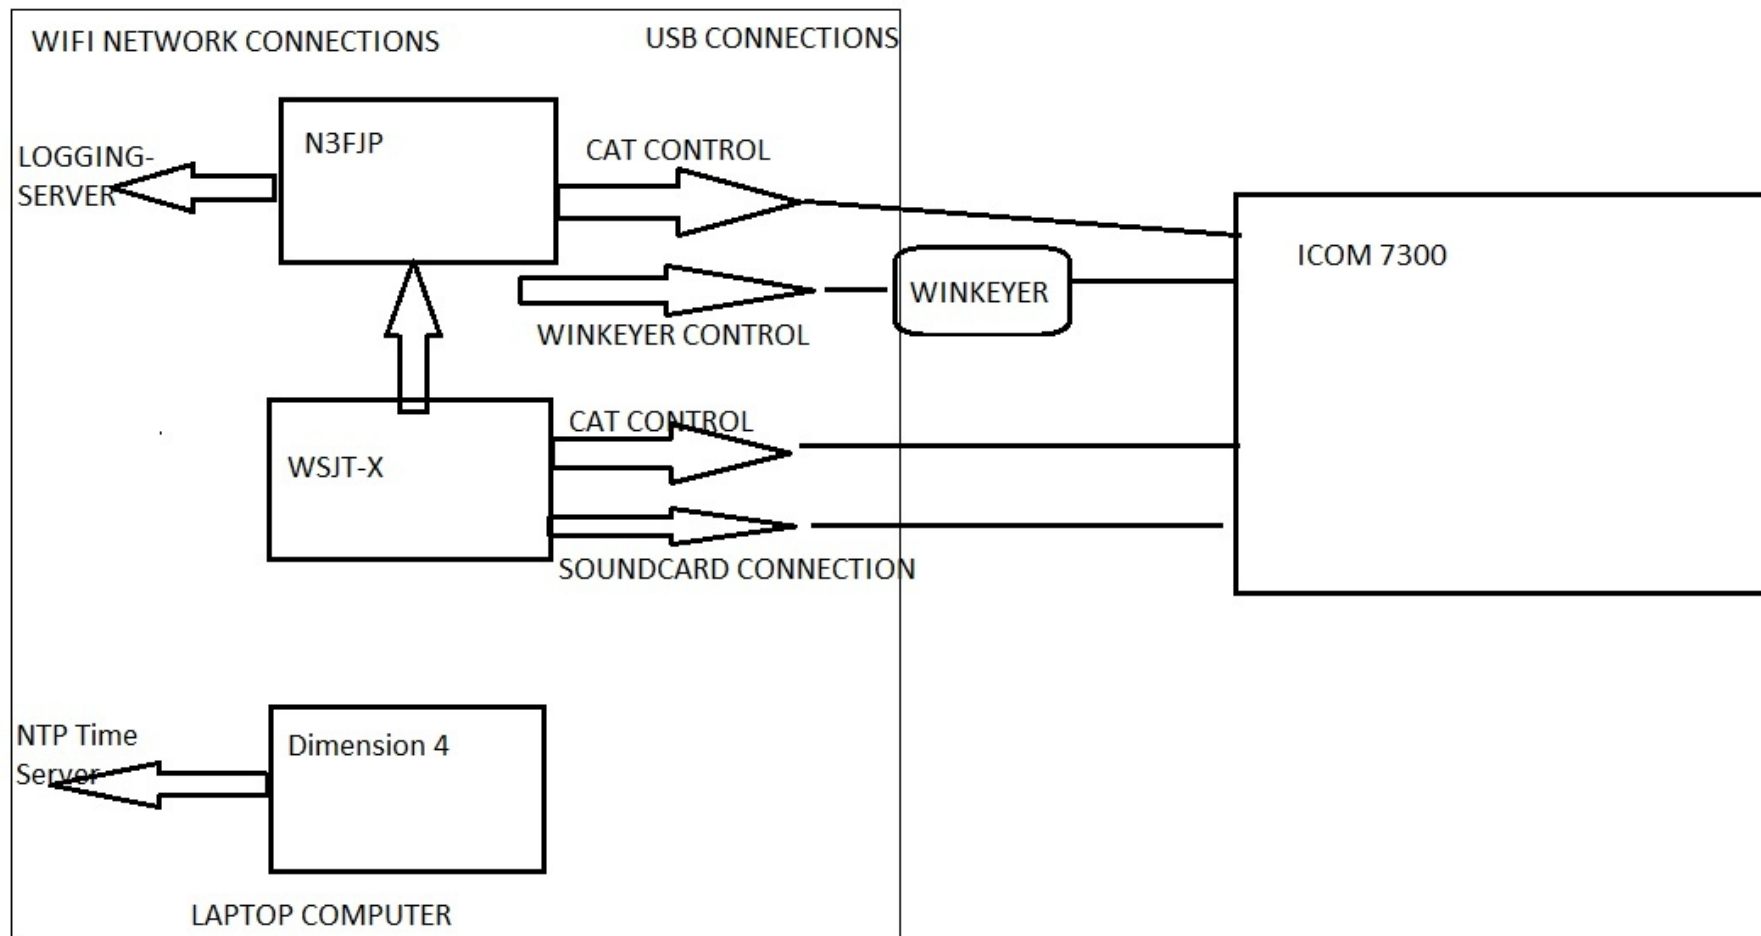 WIFI NETWORK CONNECTIONS
USB CONNECTIONS
N3FJP
LOGGING-
SERVER
CAT CONTROL
ICOM 7300
WINKEYER
WINKEYER CONTROL
CAT CONTROL
WSJT-X
SOUNDCARD CONNECTION
NTP Time
Server
Dimension 4
LAPTOP COMPUTER